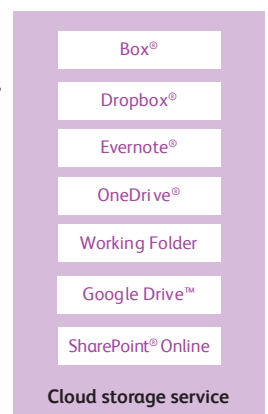 Box®
Dropbox®
Evernote®
OneDrive®
Working Folder
Google Drive™
SharePoint® Online
Cloud storage service